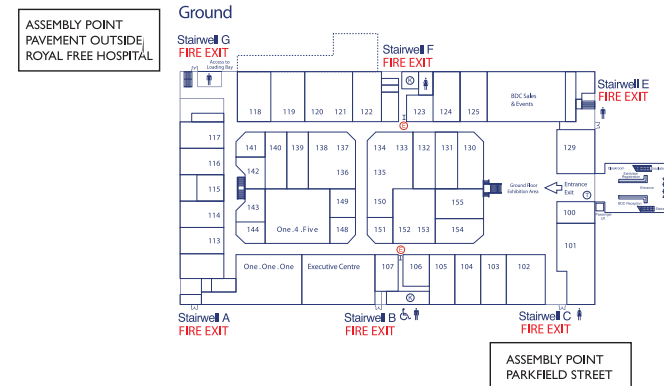 Ground
ASSEMBLY POINT
PAVEMENT OUTSIDE
ROYAL FREE HOSPITAL
Stairwell G
FIRE EXIT
Access to
Loading Bay
Stairwell F
FIRE EXIT
K
Stairwell E
FIRE EXIT
BDC Sales
& Events
118
119
120
121
122
123
124
125
E
117
116
115
114
113
141
140
139
138
137
142
136
143
149
144
One . 4 . Five
148
134
133
132
131
130
135
150
155
151
152
153
154
129
Ground Floor
Exhibition Area
Entrance
Exit
T
100
101
Entrance
BDC Reception
E
One . One . One
Executive Centre
107
106
105
104
103
102
K
Stairwell A
FIRE EXIT
Stairwell B
FIRE EXIT
Stairwell C
FIRE EXIT
ASSEMBLY POINT
PARKFIELD STREET